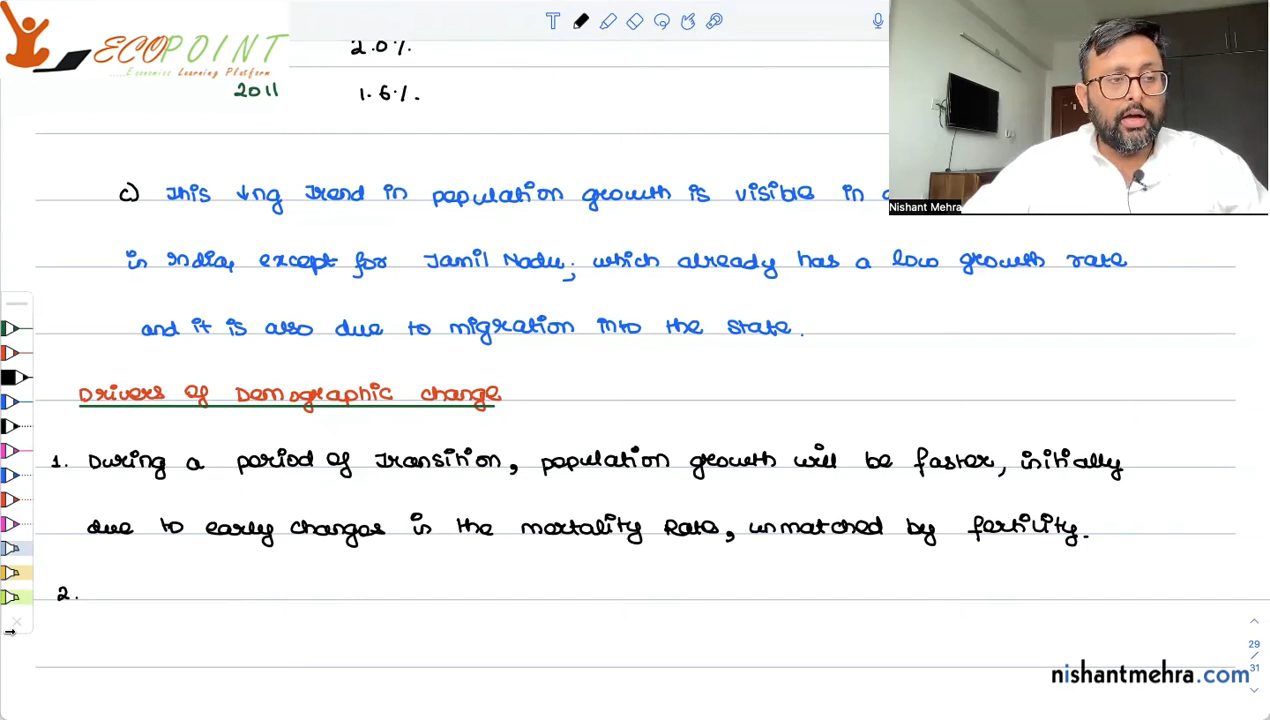 ECOPOINT
.....Economics Learning Platform
2.0%.
2011 1.6%.
c) This ↓ng Trend in population growth is visible in
in India, except for Tamil Nadu; which already has a low growth rate
and it is also due to migration into the state.
Drivers of Demographic change
1. During a period of Transition, population growth will be faster, initially
due to early changes in the mortality Rate, unmatched by fertility.
2.
Nishant Mehra
T
29
31
nishantmehra.com